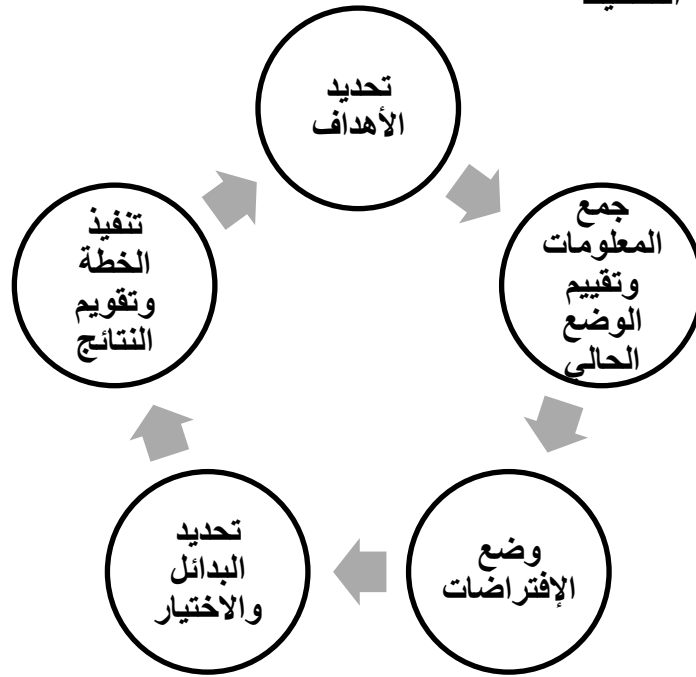 تحديد
الأهداف
جمع
المعلومات
وتقييم
الوضع
الحالي
وضع
الإفتراضات
تحديد
البدائل
والاختيار
تنفيذ
الخطة
وتقويم
النتائج